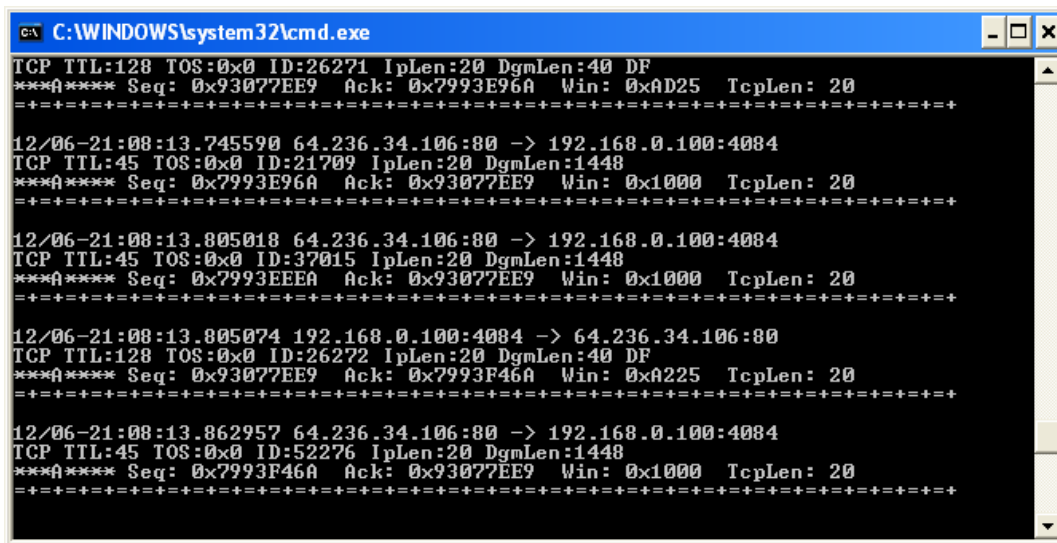 C:\WINDOWS\system32\cmd.exe
TCP TTL:128 TOS:0x0 ID:26271 IpLen:20 DgmLen:40 DF
***A**** Seq: 0x93077EE9  Ack: 0x7993E96A  Win: 0xAD25  TcpLen: 20
=+=+=+=+=+=+=+=+=+=+=+=+=+=+=+=+=+=+=+=+=+=+=+=+=+=+=+=+=+=+=+=+=+=+=+=+=+
12/06-21:08:13.745590 64.236.34.106:80 -> 192.168.0.100:4084
TCP TTL:45 TOS:0x0 ID:21709 IpLen:20 DgmLen:1448
***A**** Seq: 0x7993E96A  Ack: 0x93077EE9  Win: 0x1000  TcpLen: 20
=+=+=+=+=+=+=+=+=+=+=+=+=+=+=+=+=+=+=+=+=+=+=+=+=+=+=+=+=+=+=+=+=+=+=+=+=+
12/06-21:08:13.805018 64.236.34.106:80 -> 192.168.0.100:4084
TCP TTL:45 TOS:0x0 ID:37015 IpLen:20 DgmLen:1448
***A**** Seq: 0x7993EEEA  Ack: 0x93077EE9  Win: 0x1000  TcpLen: 20
=+=+=+=+=+=+=+=+=+=+=+=+=+=+=+=+=+=+=+=+=+=+=+=+=+=+=+=+=+=+=+=+=+=+=+=+=+
12/06-21:08:13.805074 192.168.0.100:4084 -> 64.236.34.106:80
TCP TTL:128 TOS:0x0 ID:26272 IpLen:20 DgmLen:40 DF
***A**** Seq: 0x93077EE9  Ack: 0x7993F46A  Win: 0xA225  TcpLen: 20
=+=+=+=+=+=+=+=+=+=+=+=+=+=+=+=+=+=+=+=+=+=+=+=+=+=+=+=+=+=+=+=+=+=+=+=+=+
12/06-21:08:13.862957 64.236.34.106:80 -> 192.168.0.100:4084
TCP TTL:45 TOS:0x0 ID:52276 IpLen:20 DgmLen:1448
***A**** Seq: 0x7993F46A  Ack: 0x93077EE9  Win: 0x1000  TcpLen: 20
=+=+=+=+=+=+=+=+=+=+=+=+=+=+=+=+=+=+=+=+=+=+=+=+=+=+=+=+=+=+=+=+=+=+=+=+=+